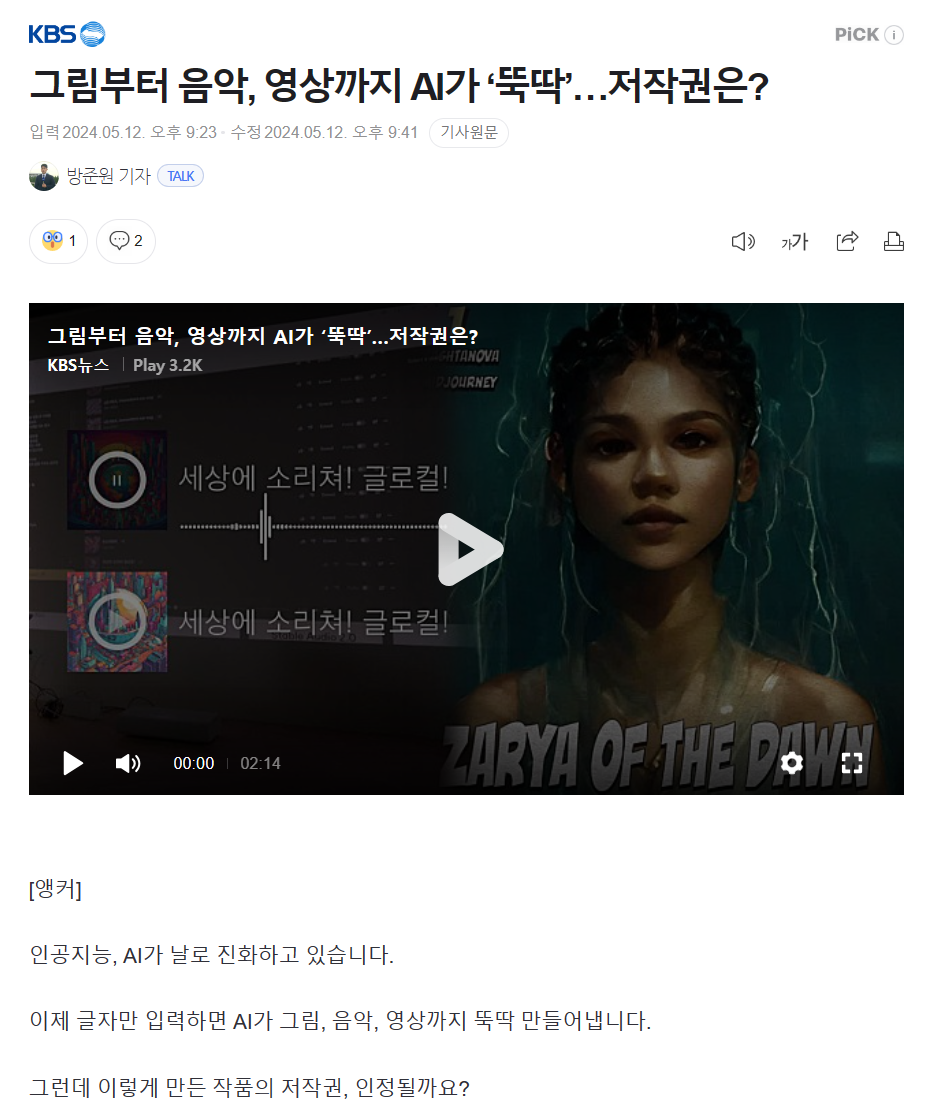 KBS
PiCK i
그림부터 음악, 영상까지 AI가 ‘뚝딱’…저작권은?
입력 2024.05.12. 오후 9:23 · 수정 2024.05.12. 오후 9:41 기사원문
방준원 기자 TALK
1 2 가가
그림부터 음악, 영상까지 AI가 ‘뚝딱’…저작권은?
KBS뉴스 Play 3.2K
세상에 소리쳐! 글로컬!
세상에 소리쳐! 글로컬!
ZARYA OF THE DAWN
00:00 02:14
[앵커]
인공지능, AI가 날로 진화하고 있습니다.
이제 글자만 입력하면 AI가 그림, 음악, 영상까지 뚝딱 만들어냅니다.
그런데 이렇게 만든 작품의 저작권, 인정될까요?